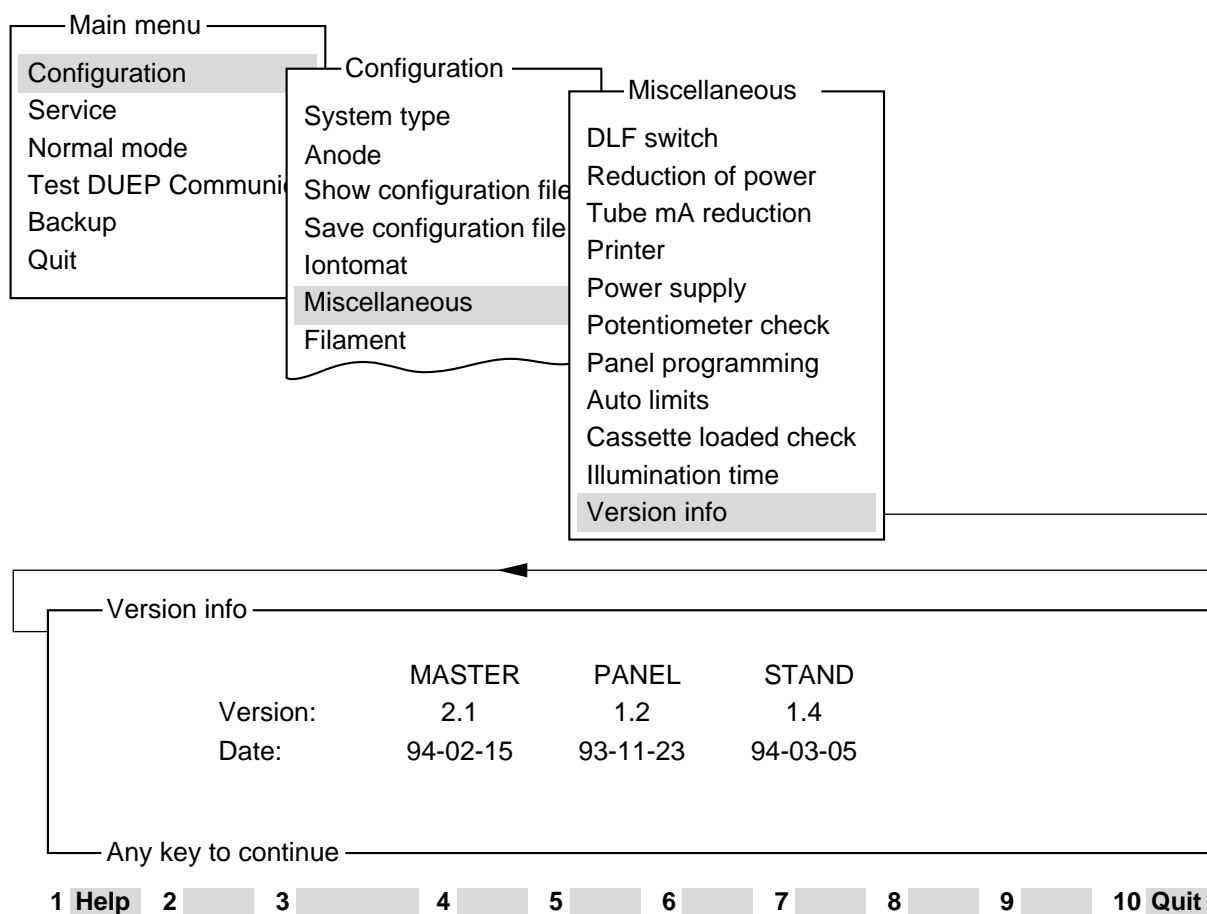 Main menu
Configuration
Service
Normal mode
Test DUEP Communic
Backup
Quit
Configuration
System type
Anode
Show configuration file
Save configuration file
Iontomat
Miscellaneous
Filament
Miscellaneous
DLF switch
Reduction of power
Tube mA reduction
Printer
Power supply
Potentiometer check
Panel programming
Auto limits
Cassette loaded check
Illumination time
Version info
Version info
MASTER PANEL STAND
Version: 2.1 1.2 1.4
Date: 94-02-15 93-11-23 94-03-05
Any key to continue
1 Help 2 3 4 5 6 7 8 9 10 Quit